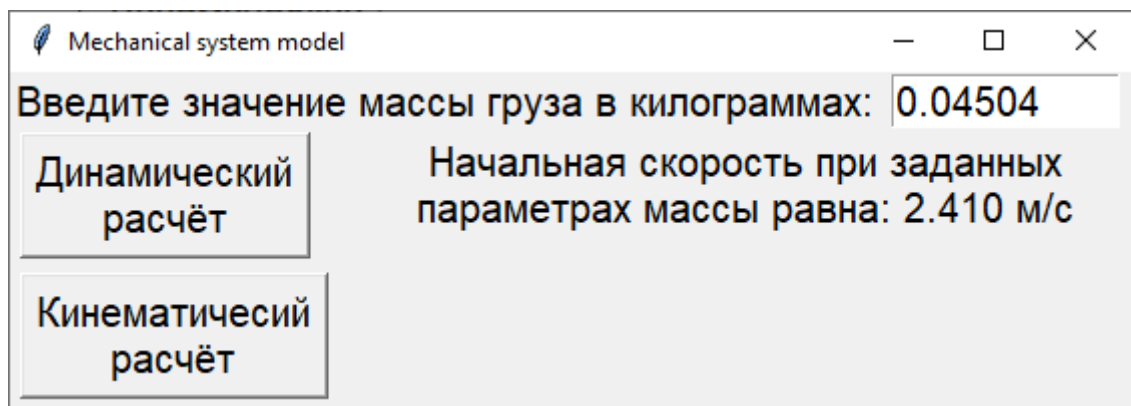 Mechanical system model
Введите значение массы груза в килограммах: 0.04504
Динамический
расчёт
Начальная скорость при заданных
параметрах массы равна: 2.410 м/с
Кинематичесий
расчёт